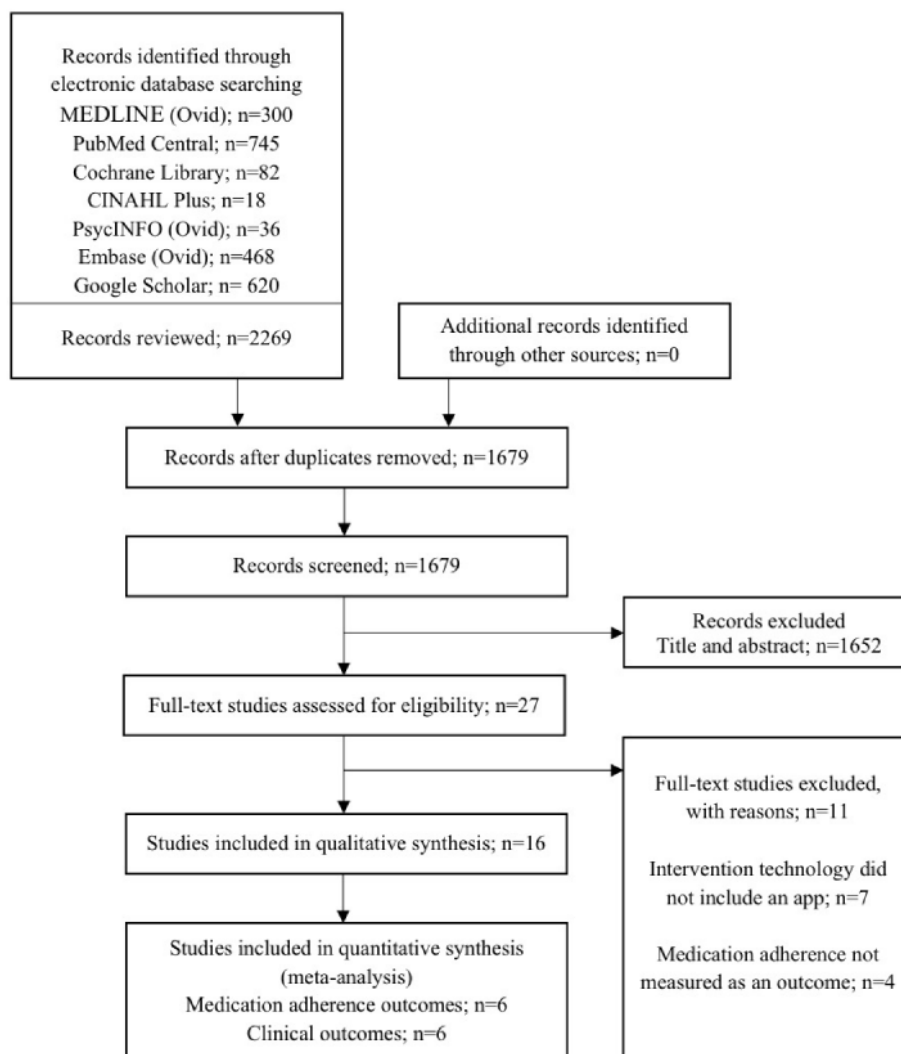 Records identified through
electronic database searching
MEDLINE (Ovid); n=300
PubMed Central; n=745
Cochrane Library; n=82
CINAHL Plus; n=18
PsycINFO (Ovid); n=36
Embase (Ovid); n=468
Google Scholar; n= 620
Records reviewed; n=2269
Additional records identified
through other sources; n=0
Records after duplicates removed; n=1679
Records screened; n=1679
Records excluded
Title and abstract; n=1652
Full-text studies assessed for eligibility; n=27
Full-text studies excluded,
with reasons; n=11
Intervention technology did
not include an app; n=7
Medication adherence not
measured as an outcome; n=4
Studies included in qualitative synthesis; n=16
Studies included in quantitative synthesis
(meta-analysis)
Medication adherence outcomes; n=6
Clinical outcomes; n=6